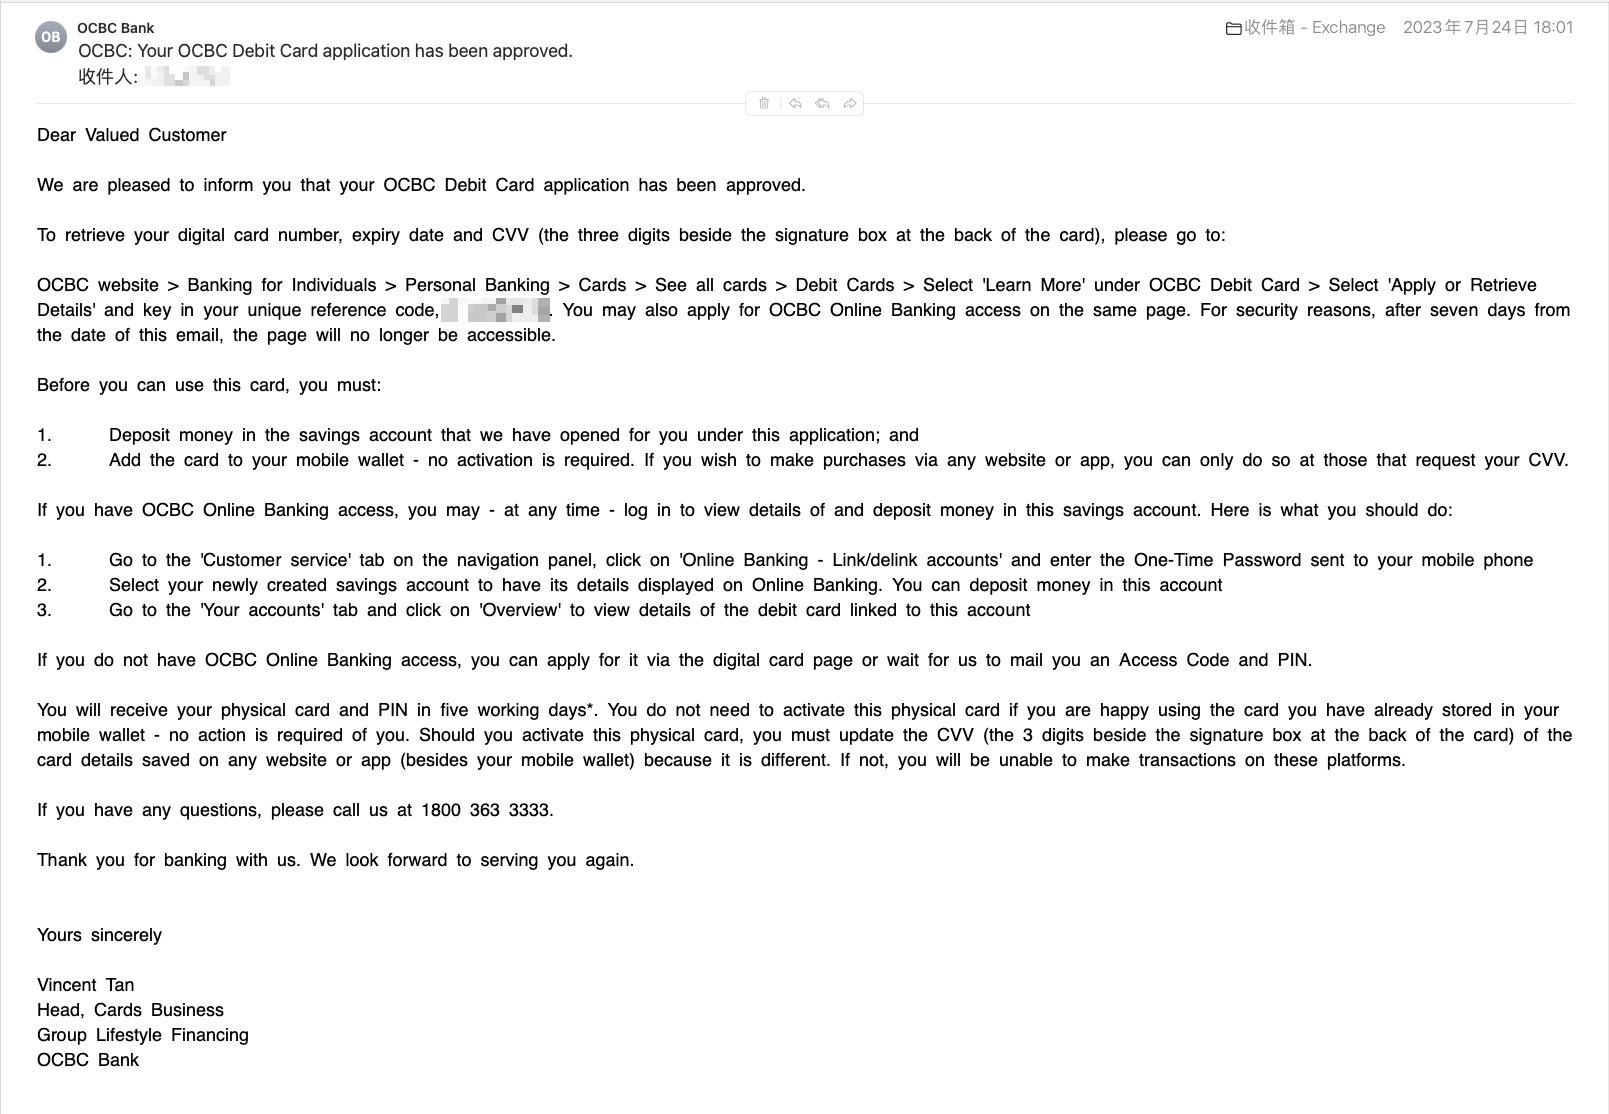 OB
OCBC Bank
收件箱 - Exchange 2023年7月24日 18:01
OCBC: Your OCBC Debit Card application has been approved.
收件人:
Dear Valued Customer
We are pleased to inform you that your OCBC Debit Card application has been approved.
To retrieve your digital card number, expiry date and CVV (the three digits beside the signature box at the back of the card), please go to:
OCBC website > Banking for Individuals > Personal Banking > Cards > See all cards > Debit Cards > Select 'Learn More' under OCBC Debit Card > Select 'Apply or Retrieve
Details' and key in your unique reference code, . You may also apply for OCBC Online Banking access on the same page. For security reasons, after seven days from
the date of this email, the page will no longer be accessible.
Before you can use this card, you must:
1. Deposit money in the savings account that we have opened for you under this application; and
2. Add the card to your mobile wallet - no activation is required. If you wish to make purchases via any website or app, you can only do so at those that request your CVV.
If you have OCBC Online Banking access, you may - at any time - log in to view details of and deposit money in this savings account. Here is what you should do:
1. Go to the 'Customer service' tab on the navigation panel, click on 'Online Banking - Link/delink accounts' and enter the One-Time Password sent to your mobile phone
2. Select your newly created savings account to have its details displayed on Online Banking. You can deposit money in this account
3. Go to the 'Your accounts' tab and click on 'Overview' to view details of the debit card linked to this account
If you do not have OCBC Online Banking access, you can apply for it via the digital card page or wait for us to mail you an Access Code and PIN.
You will receive your physical card and PIN in five working days*. You do not need to activate this physical card if you are happy using the card you have already stored in your
mobile wallet - no action is required of you. Should you activate this physical card, you must update the CVV (the 3 digits beside the signature box at the back of the card) of the
card details saved on any website or app (besides your mobile wallet) because it is different. If not, you will be unable to make transactions on these platforms.
If you have any questions, please call us at 1800 363 3333.
Thank you for banking with us. We look forward to serving you again.
Yours sincerely
Vincent Tan
Head, Cards Business
Group Lifestyle Financing
OCBC Bank